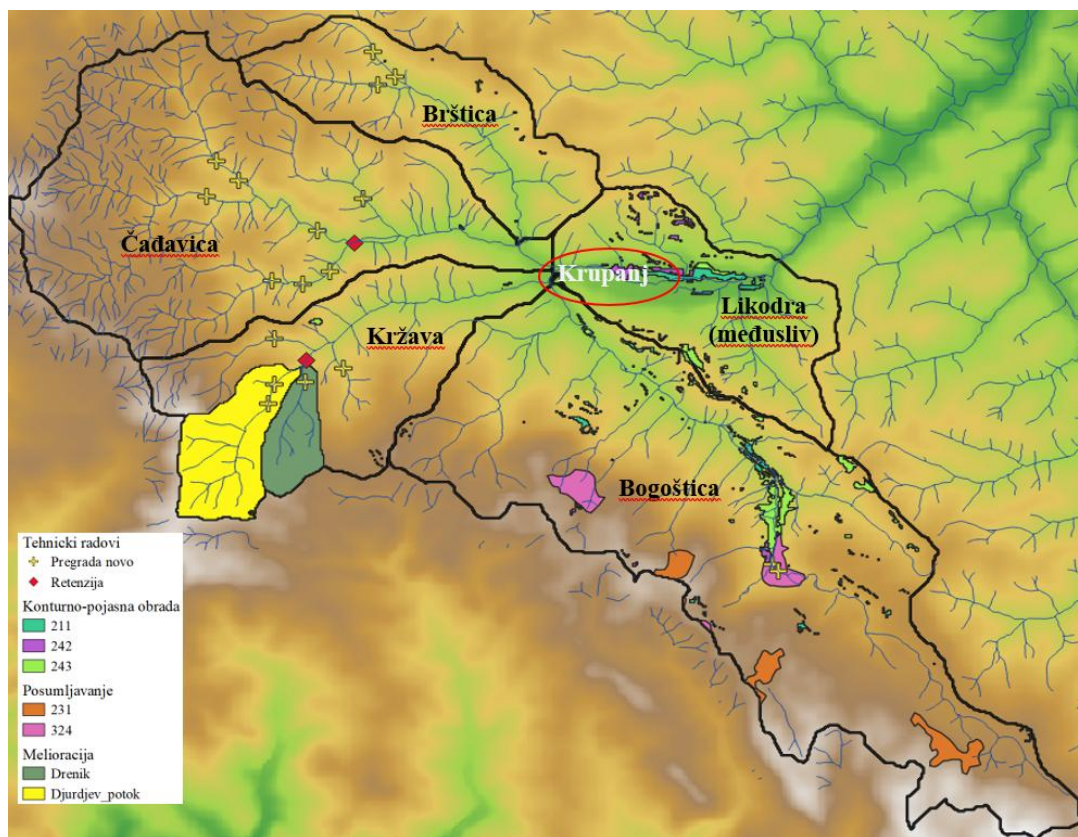 Brštica
Čađavica
Krupanj
Likodra
(međusliv)
Kržava
Bogoštica
Tehnicki radovi
Pregrada novo
Retenzija
Konturno-pojasna obrada
211
242
243
Posumljavanje
231
324
Melioracija
Drenik
Djurdjev_potok